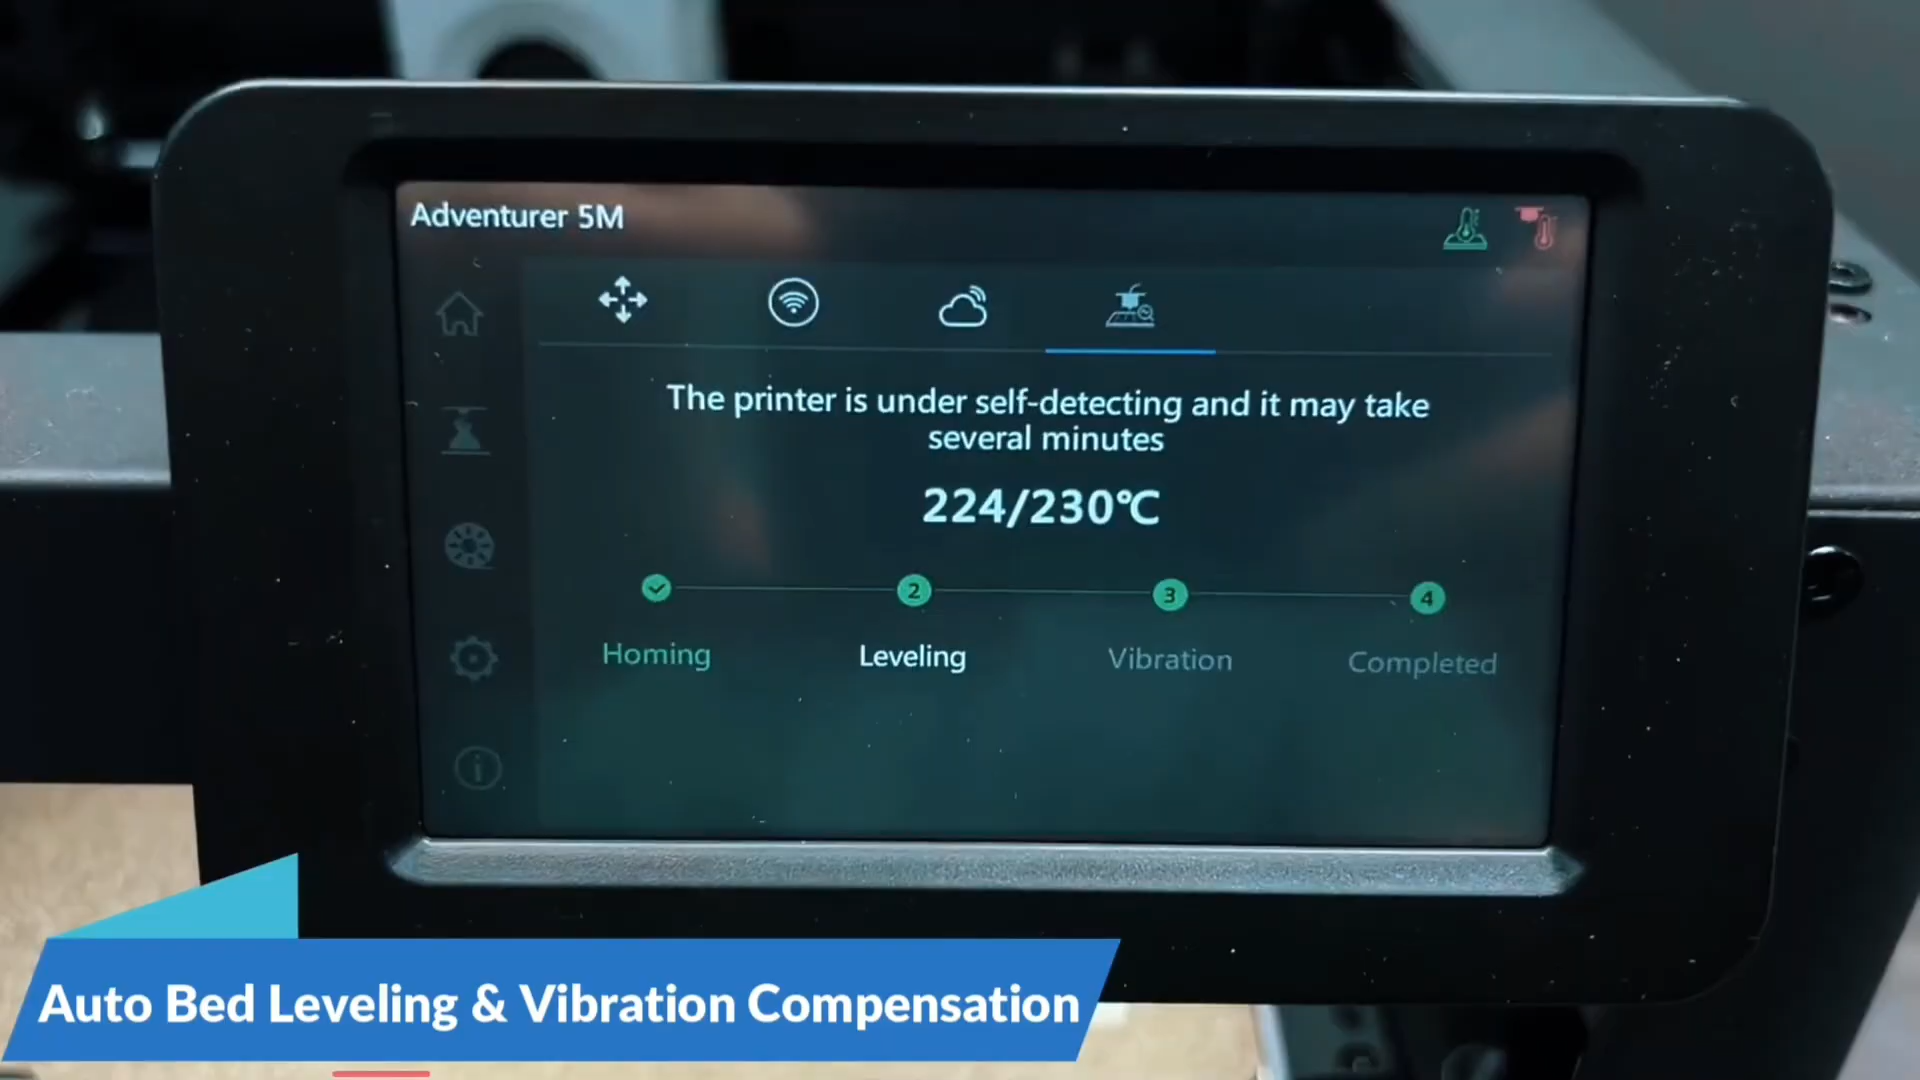 Adventurer 5M
The printer is under self-detecting and it may take
several minutes
224/230℃
2
3
4
Homing
Leveling
Vibration
Completed
Auto Bed Leveling & Vibration Compensation